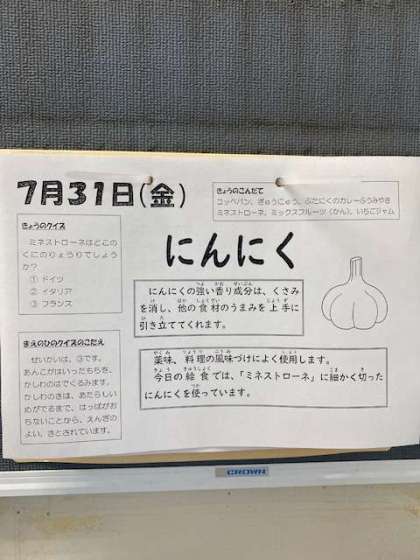 7月31日(金)
きょうのこんだて
コッペパン、ぎゅうにゅう、ぶたにくのカレーふうみやき
ミネストローネ、ミックスフルーツ(かん)、いちごジャム
きょうのクイズ
ミネストローネはどこの
くにのりょうりでしょう
か?
① ドイツ
② イタリア
③ フランス
にんにく
にんにくの強い香り成分は、くさみ
を消し、他の食材のうまみを上手に
引き立ててくれます。
まえのひのクイズのこたえ
せいかいは、③です。
あんこがはいったもちを、
かしわのはでくるみます。
かしわのきは、あたらしい
めがでるまで、はっぱがお
ちないことから、えんぎの
よい、きとされています。
薬味、料理の風味づけによく使用します。
今日の給食では、「ミネストローネ」に細かく切った
にんにくを使っています。
CROWN